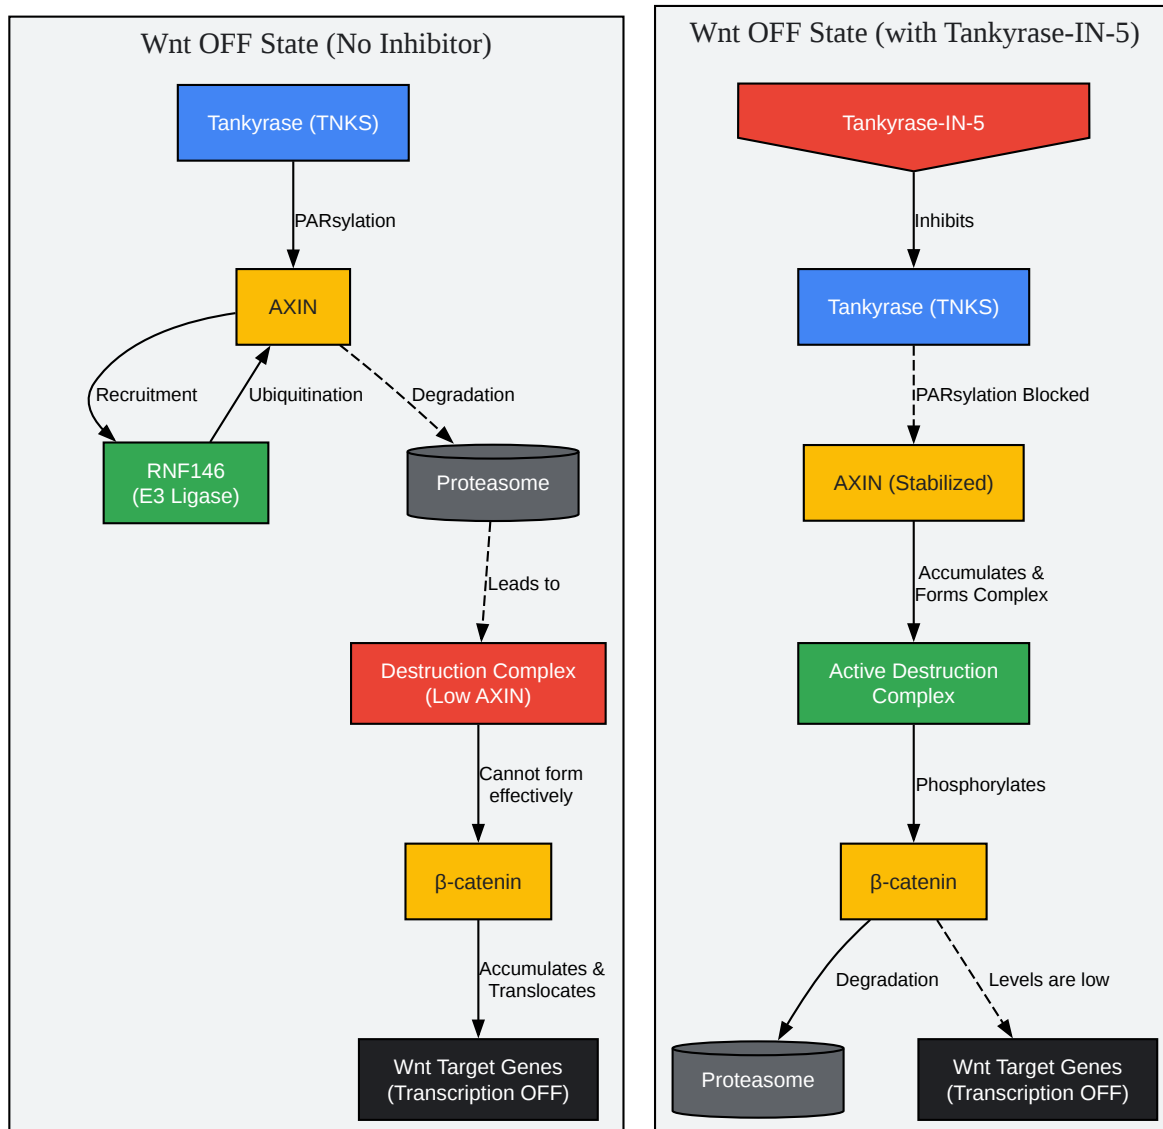 Wnt OFF State (No Inhibitor)
Tankyrase (TNKS)
PARsylation
AXIN
Recruitment
Ubiquitination
Degradation
RNF146
(E3 Ligase)
Proteasome
Leads to
Destruction Complex
(Low AXIN)
Cannot form
effectively
β-catenin
Accumulates &
Translocates
Wnt Target Genes
(Transcription OFF)
Wnt OFF State (with Tankyrase-IN-5)
Tankyrase-IN-5
Inhibits
Tankyrase (TNKS)
PARsylation Blocked
AXIN (Stabilized)
Accumulates &
Forms Complex
Active Destruction
Complex
Phosphorylates
β-catenin
Degradation
Levels are low
Proteasome
Wnt Target Genes
(Transcription OFF)